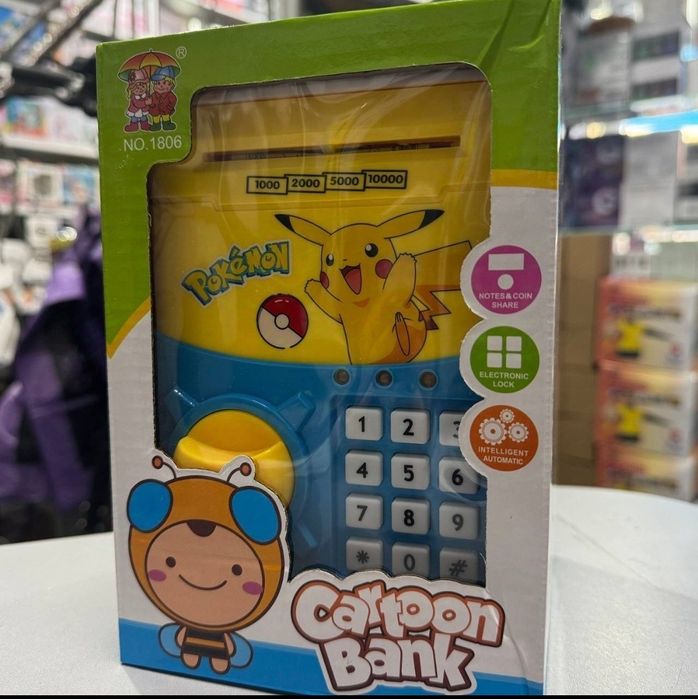 ®
NO.1806
1000 2000 5000 10000
POKéMON
NOTES & COIN
SHARE
ELECTRONIC
LOCK
INTELLIGENT
AUTOMATIC
1 2 3
4 5 6
7 8 9
* 0 #
Cartoon
Bank